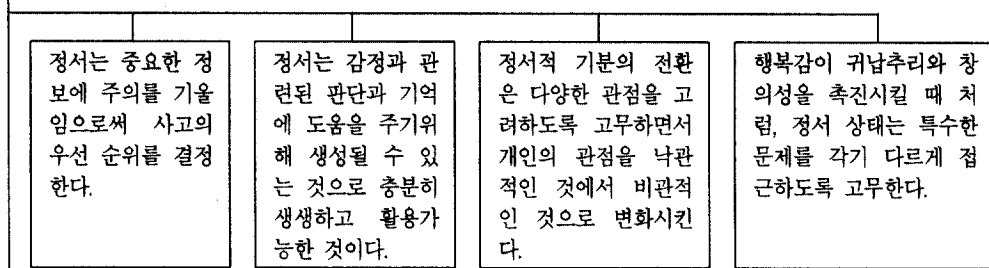 정서는 중요한 정
보에 주의를 기울
임으로써 사고의
우선 순위를 결정
한다.
정서는 감정과 관
련된 판단과 기억
에 도움을 주기위
해 생성될 수 있
는 것으로 충분히
생생하고 활용가
능한 것이다.
정서적 기분의 전환
은 다양한 관점을 고
려하도록 고무하면서
개인의 관점을 낙관
적인 것에서 비관적
인 것으로 변화시킨
다.
행복감이 귀납추리와 창
의성을 촉진시킬 때 처
럼, 정서 상태는 특수한
문제를 각기 다르게 접
근하도록 고무한다.